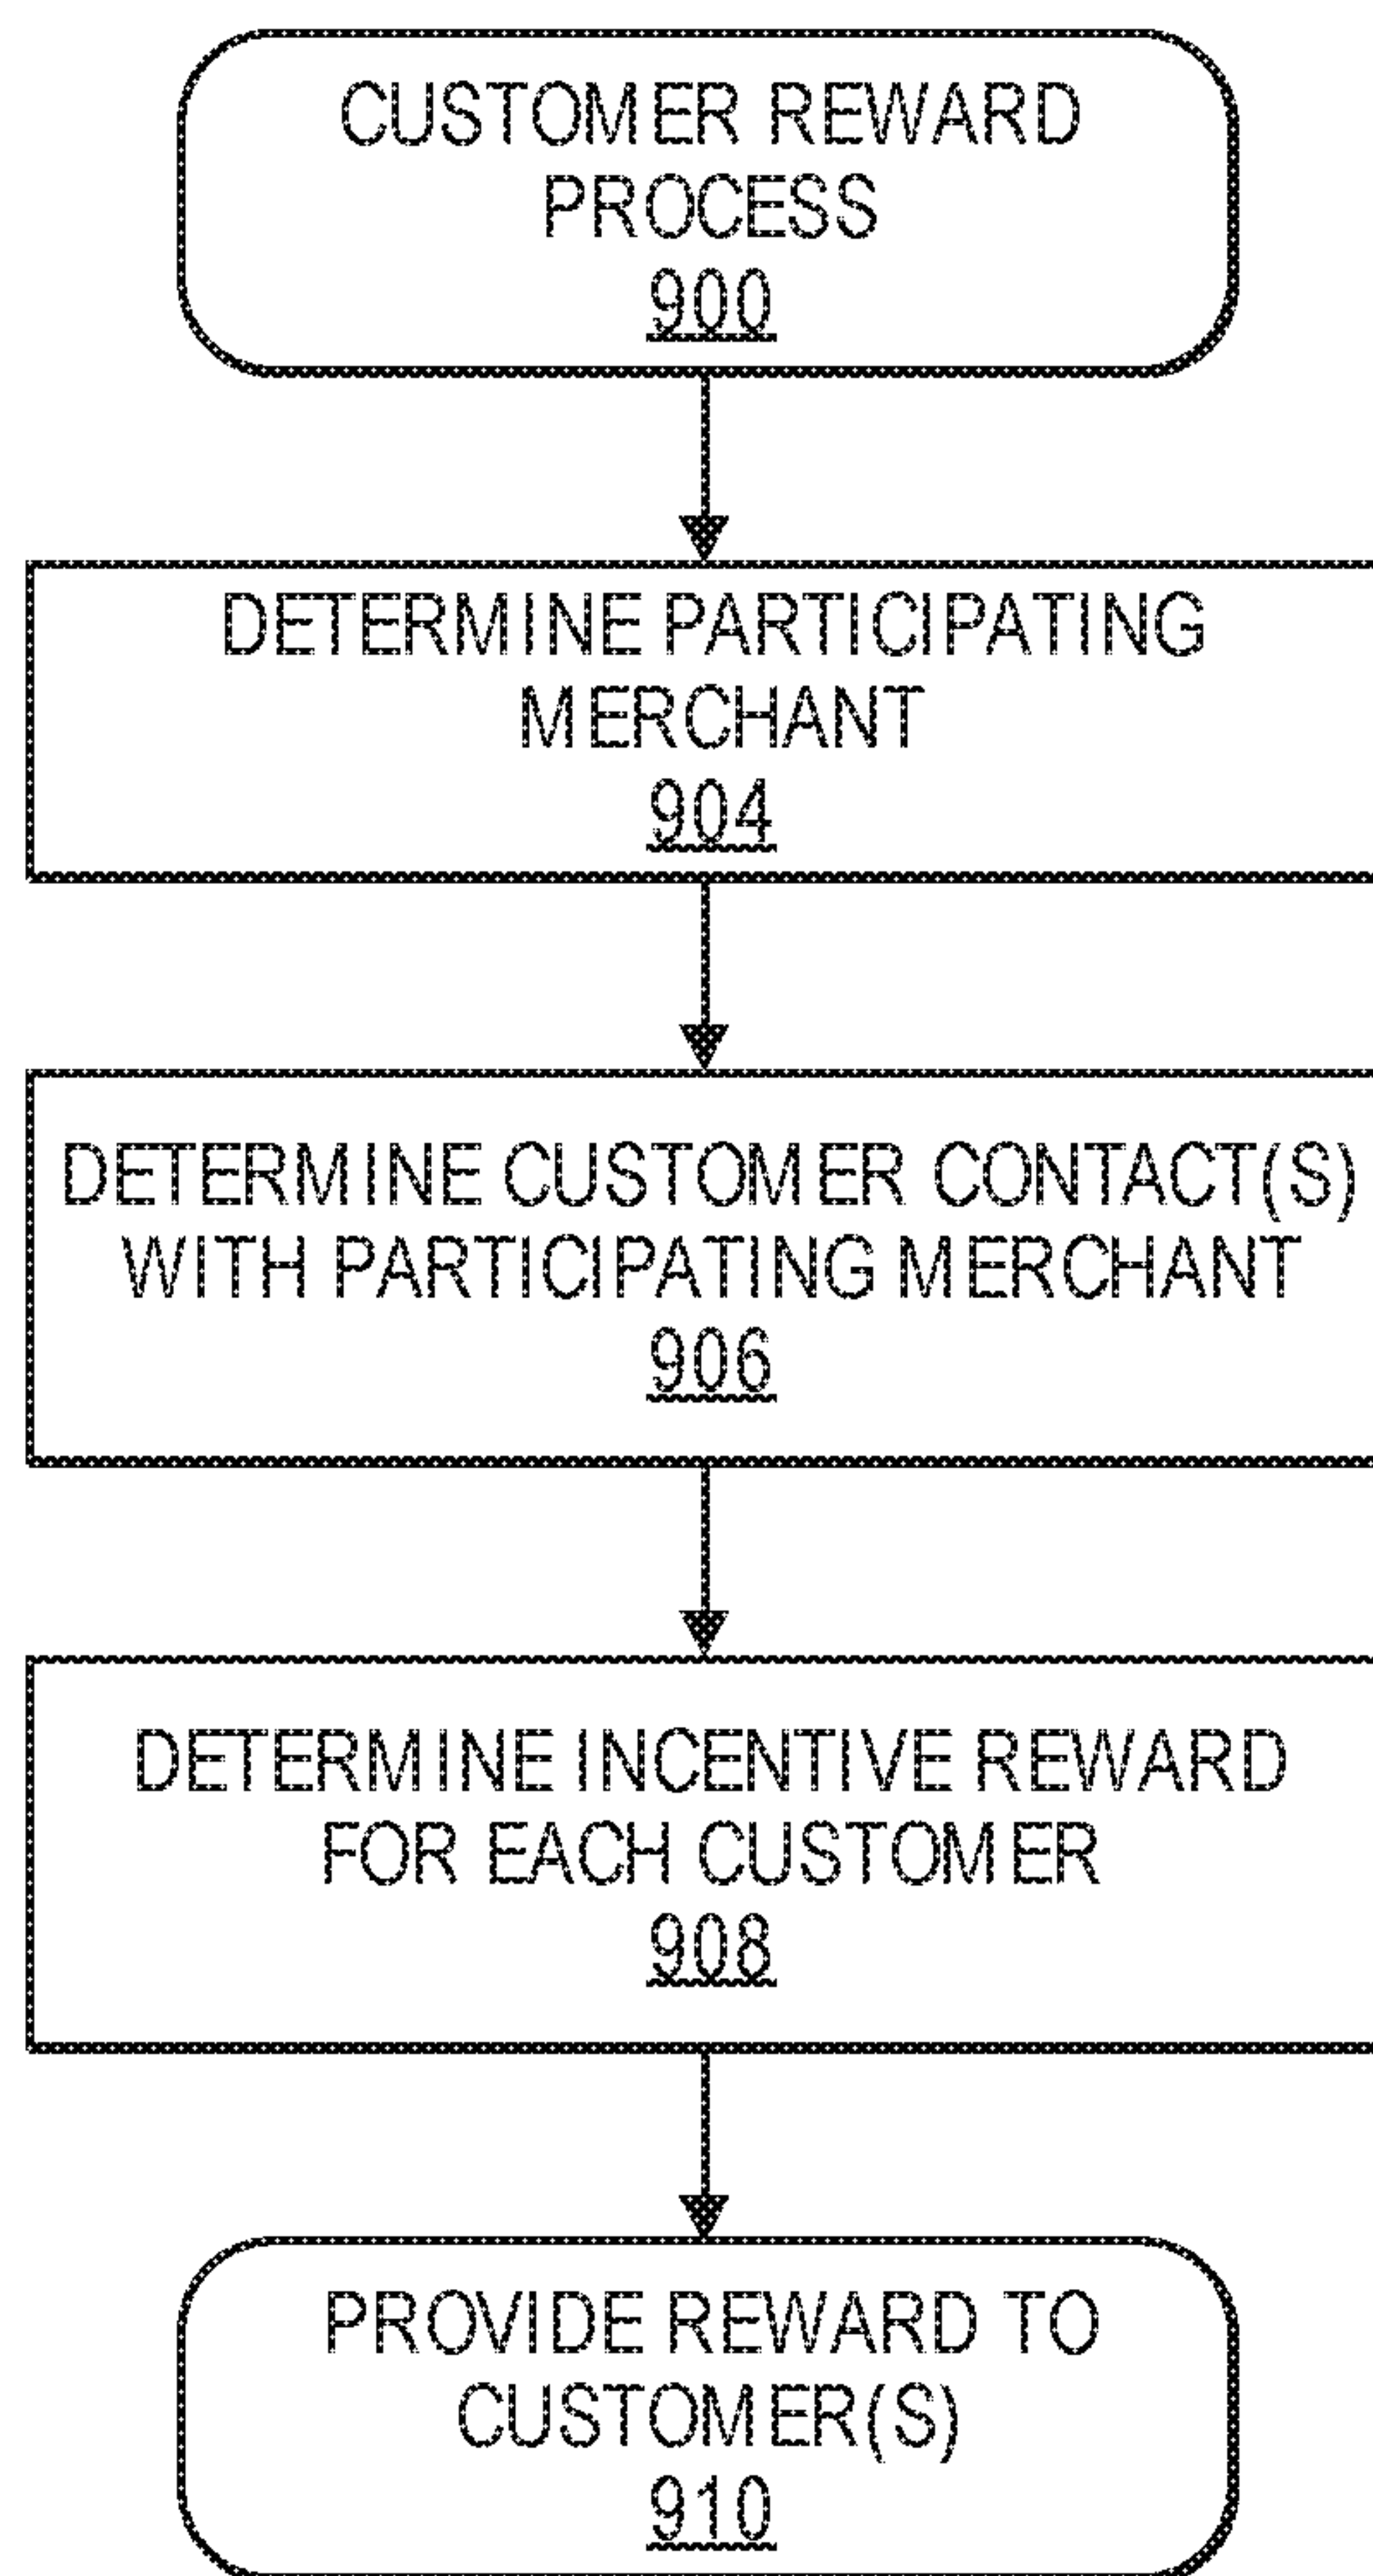 CUSTOMER REWARD
PROCESS
900
DETERMINE PARTICIPATING
MERCHANT
904
DETERMINE CUSTOMER CONTACT(S)
WITH PARTICIPATING MERCHANT
906
DETERMINE INCENTIVE REWARD
FOR EACH CUSTOMER
908
PROVIDE REWARD TO
CUSTOMER(S)
910